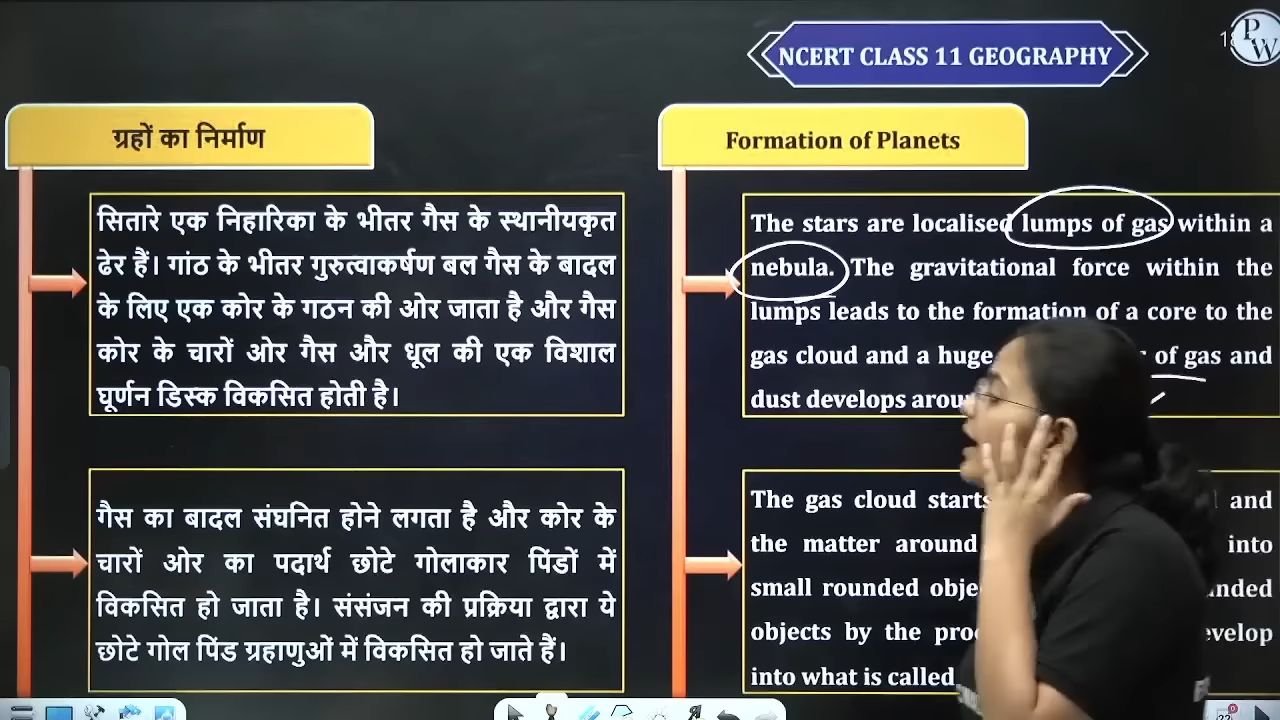 NCERT CLASS 11 GEOGRAPHY
PW
ग्रहों का निर्माण
सितारे एक निहारिका के भीतर गैस के स्थानीयकृत
ढेर हैं। गांठ के भीतर गुरुत्वाकर्षण बल गैस के बादल
के लिए एक कोर के गठन की ओर जाता है और गैस
कोर के चारों ओर गैस और धूल की एक विशाल
घूर्णन डिस्क विकसित होती है।
गैस का बादल संघनित होने लगता है और कोर के
चारों ओर का पदार्थ छोटे गोलाकार पिंडों में
विकसित हो जाता है। संसंजन की प्रक्रिया द्वारा ये
छोटे गोल पिंड ग्रहाणुओं में विकसित हो जाते हैं।
Formation of Planets
The stars are localised lumps of gas within a
nebula. The gravitational force within the
lumps leads to the formation of a core to the
gas cloud and a huge of gas and
dust develops
The gas cloud starts and
the matter around into
small rounded
objects by the
into what is called